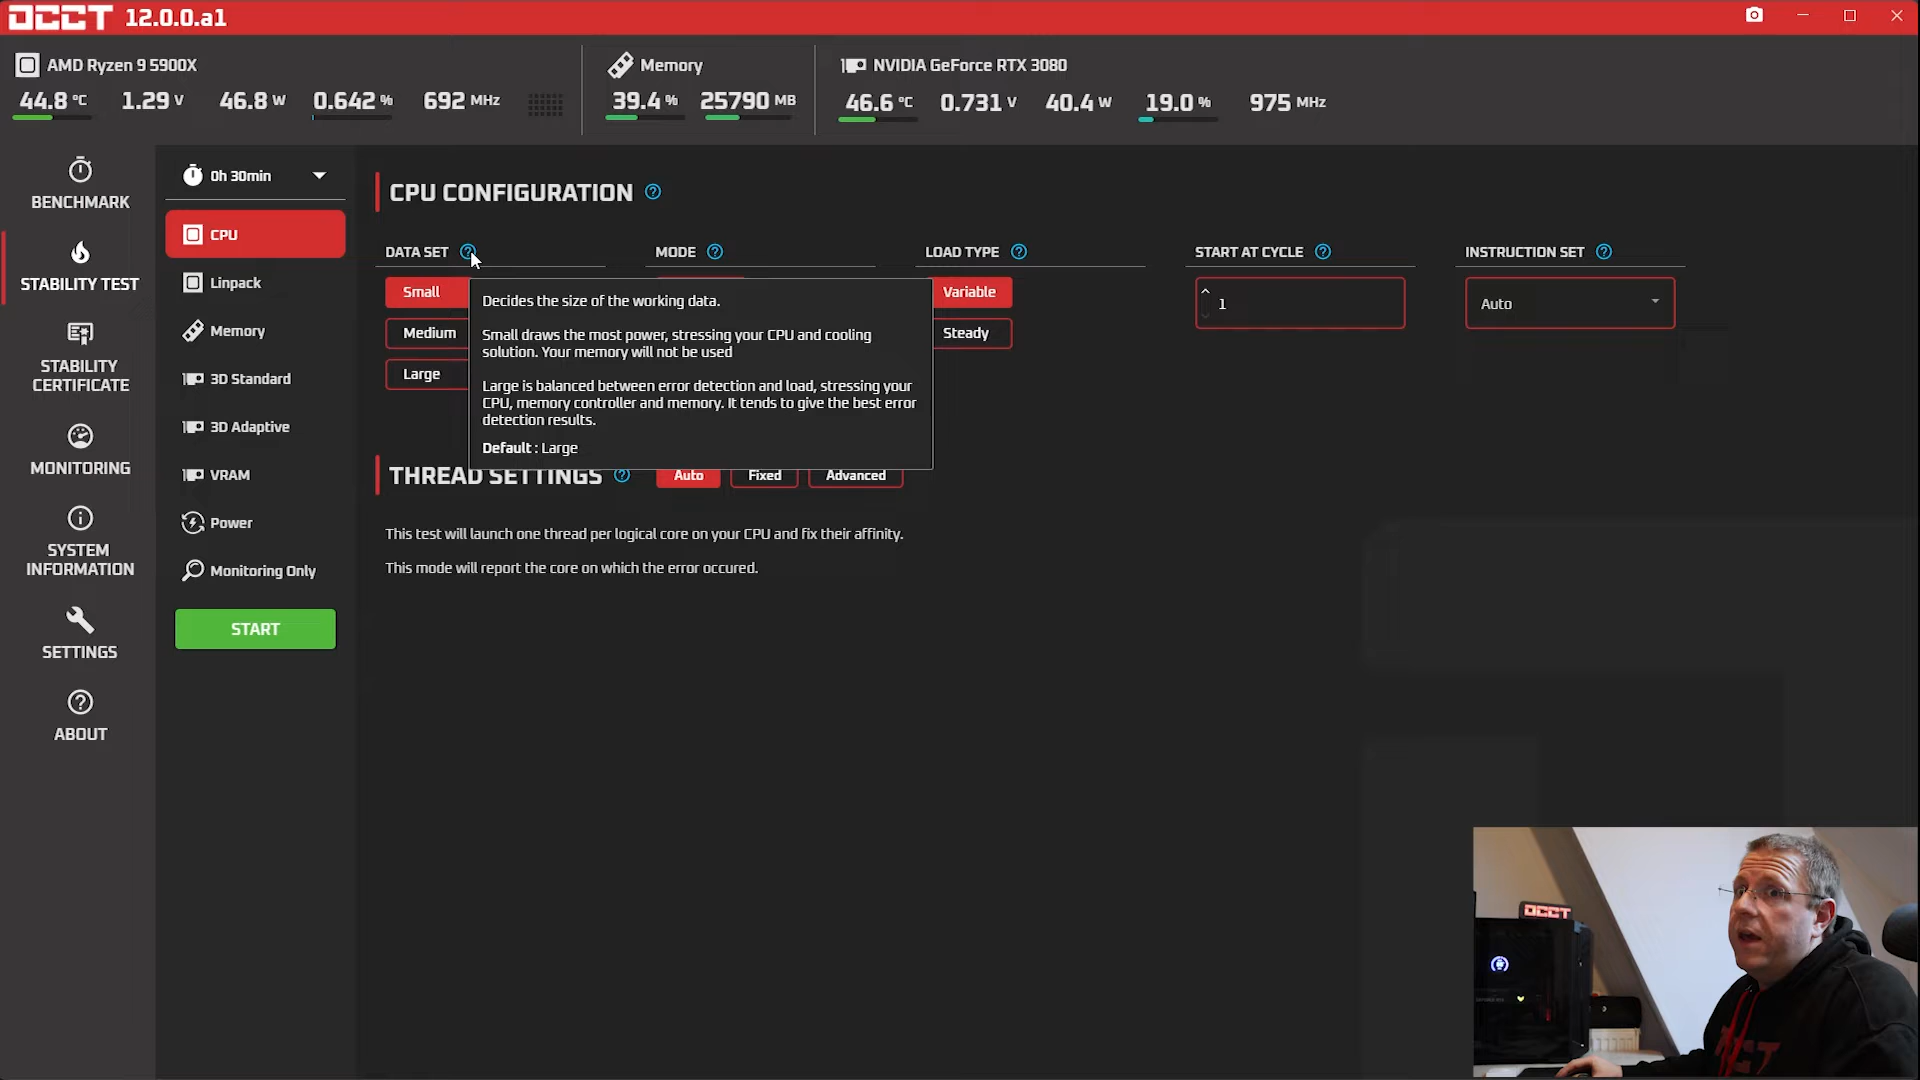 OCCT 12.0.0.a1
AMD Ryzen 9 5900X
44.8 °C 1.29 V 46.8 W 0.642 % 692 MHz
Memory
39.4 % 25790 MB
NVIDIA GeForce RTX 3080
46.6 °C 0.731 V 40.4 W 19.0 % 975 MHz
BENCHMARK
STABILITY TEST
STABILITY
CERTIFICATE
MONITORING
SYSTEM
INFORMATION
SETTINGS
ABOUT
0h 30min
CPU
Linpack
Memory
3D Standard
3D Adaptive
VRAM
Power
Monitoring Only
START
CPU CONFIGURATION
DATA SET
Small
Medium
Large
MODE
LOAD TYPE
Variable
Steady
START AT CYCLE
1
INSTRUCTION SET
Auto
Decides the size of the working data.
Small draws the most power, stressing your CPU and cooling
solution. Your memory will not be used
Large is balanced between error detection and load, stressing your
CPU, memory controller and memory. It tends to give the best error
detection results.
Default : Large
THREAD SETTINGS
Auto Fixed Advanced
This test will launch one thread per logical core on your CPU and fix their affinity.
This mode will report the core on which the error occured.
OCCT